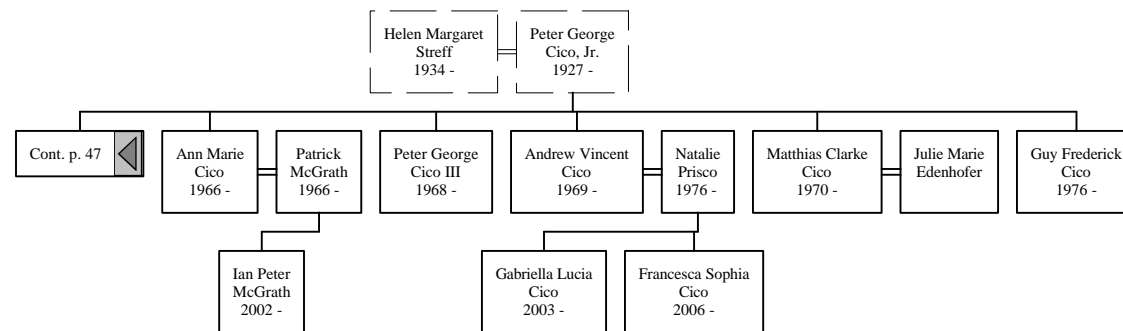 Helen Margaret
Streff
1934 -
Peter George
Cico, Jr.
1927 -
Cont. p. 47
Ann Marie
Cico
1966 -
Patrick
McGrath
1966 -
Peter George
Cico III
1968 -
Andrew Vincent
Cico
1969 -
Natalie
Prisco
1976 -
Matthias Clarke
Cico
1970 -
Julie Marie
Edenhofer
Guy Frederick
Cico
1976 -
Ian Peter
McGrath
2002 -
Gabriella Lucia
Cico
2003 -
Francesca Sophia
Cico
2006 -